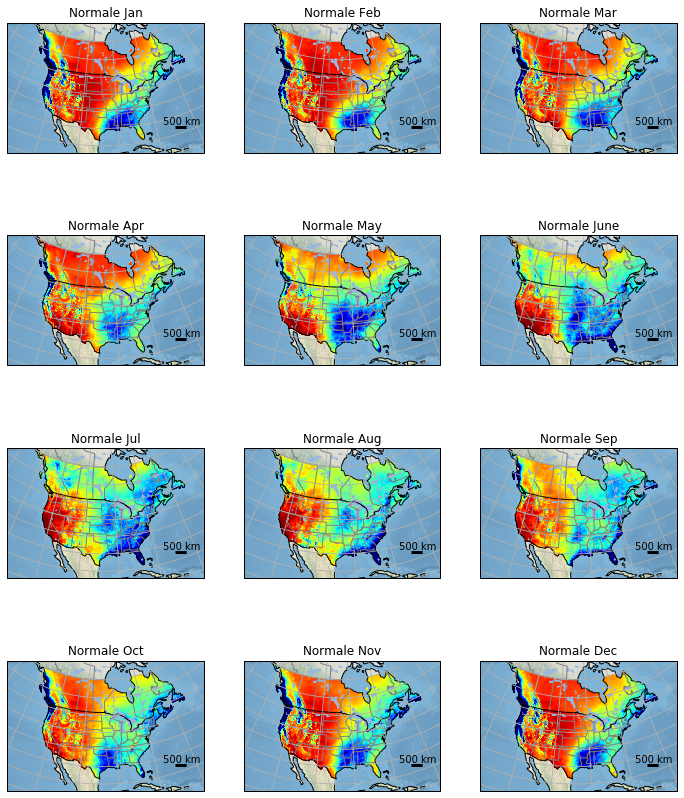 Normale Jan
500 km
Normale Feb
500 km
Normale Mar
500 km
Normale Apr
500 km
Normale May
500 km
Normale June
500 km
Normale Jul
500 km
Normale Aug
500 km
Normale Sep
500 km
Normale Oct
500 km
Normale Nov
500 km
Normale Dec
500 km